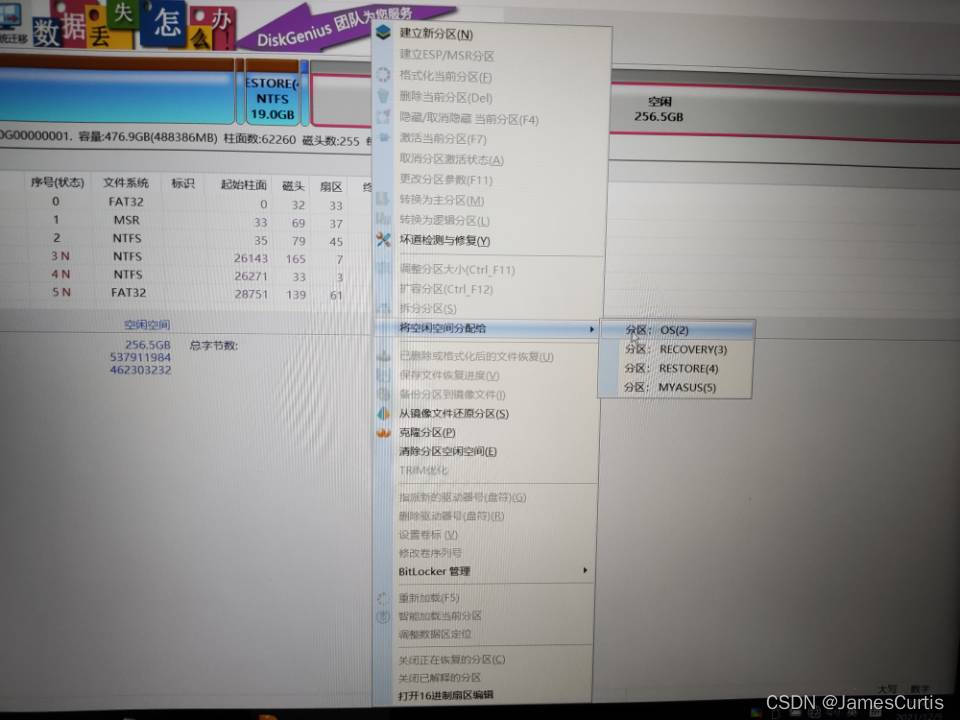 统迁移
数据丢失怎么办!
DiskGenius 团队为您服务
ESTORE(4
NTFS
19.0GB
空闲
256.5GB
0G00000001. 容量:476.9GB(488386MB) 柱面数:62260 磁头数:255
序号(状态) 文件系统 标识 起始柱面 磁头 扇区 终
0 FAT32 0 32 33
1 MSR 33 69 37
2 NTFS 35 79 45
3 N NTFS 26143 165 7
4 N NTFS 26271 33 3
5 N FAT32 28751 139 61
空闲空间
256.5GB 总字节数:
537911984
462303232
建立新分区(N)
建立ESP/MSR分区
格式化当前分区(F)
删除当前分区(Del)
隐藏/取消隐藏 当前分区(F4)
激活当前分区(F7)
取消分区激活状态(A)
更改分区参数(F11)
转换为主分区(M)
转换为逻辑分区(L)
坏道检测与修复(Y)
调整分区大小(Ctrl_F11)
扩容分区(Ctrl_F12)
拆分分区(S)
将空闲空间分配给
分区: OS(2)
分区: RECOVERY(3)
分区: RESTORE(4)
分区: MYASUS(5)
已删除或格式化后的文件恢复(U)
保存文件恢复进度(V)
备份分区到镜像文件(I)
从镜像文件还原分区(S)
克隆分区(P)
清除分区空闲空间(E)
TRIM优化
指派新的驱动器号(盘符)(G)
删除驱动器号(盘符)(R)
设置卷标 (V)
修改卷序列号
BitLocker 管理
重新加载(F5)
智能加载当前分区
调整数据区定位
关闭正在恢复的分区(C)
关闭已解释的分区
打开16进制扇区编辑
大写 数字
CSDN @JamesCurtis